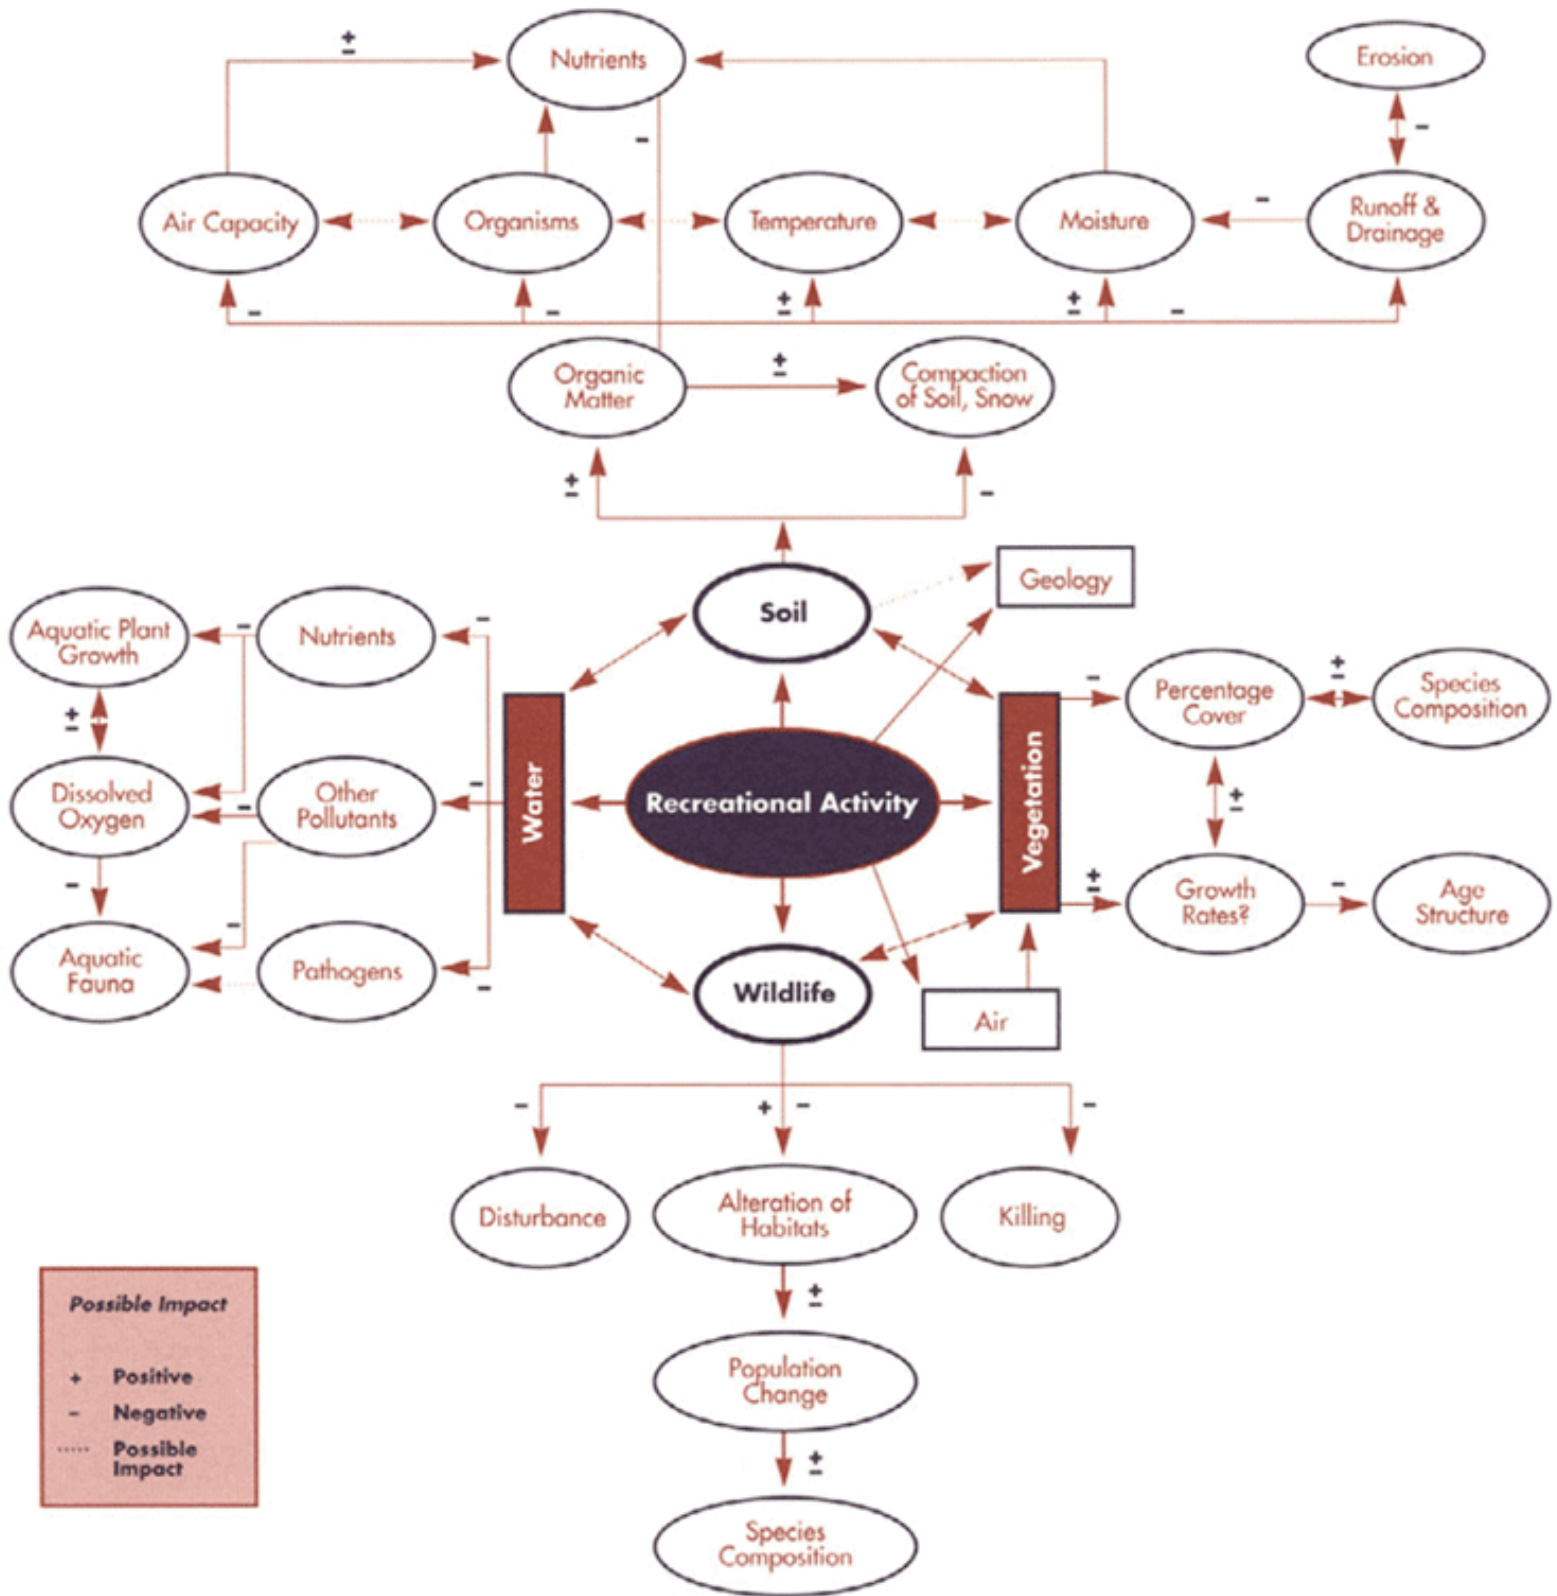 ±
Nutrients
Erosion
–
–
Air Capacity
Organisms
Temperature
Moisture
–
Runoff &
Drainage
–
–
±
±
–
Organic
Matter
±
Compaction
of Soil, Snow
±
–
Soil
Geology
Aquatic Plant
Growth
–
Nutrients
–
±
Dissolved
Oxygen
–
Other
Pollutants
–
–
–
Aquatic
Fauna
Pathogens
–
Water
Recreational Activity
Vegetation
–
Percentage
Cover
±
Species
Composition
±
±
Growth
Rates?
–
Age
Structure
Wildlife
Air
–
+ –
–
Disturbance
Alteration of
Habitats
Killing
±
Population
Change
±
Species
Composition
Possible Impact
+ Positive
– Negative
..... Possible
Impact